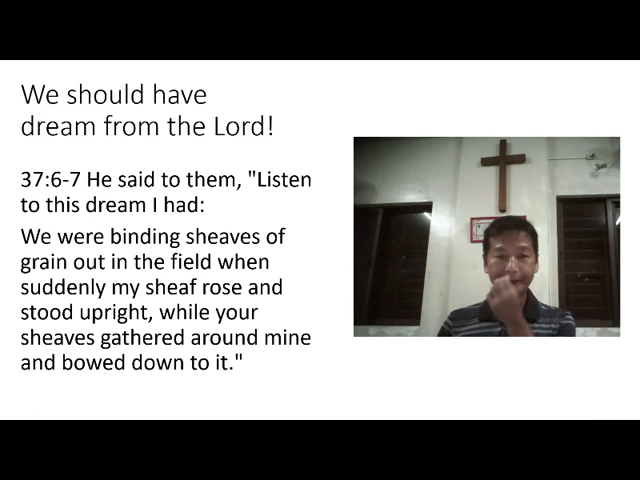 We should have
dream from the Lord!
37:6-7 He said to them, "Listen
to this dream I had:
We were binding sheaves of
grain out in the field when
suddenly my sheaf rose and
stood upright, while your
sheaves gathered around mine
and bowed down to it."